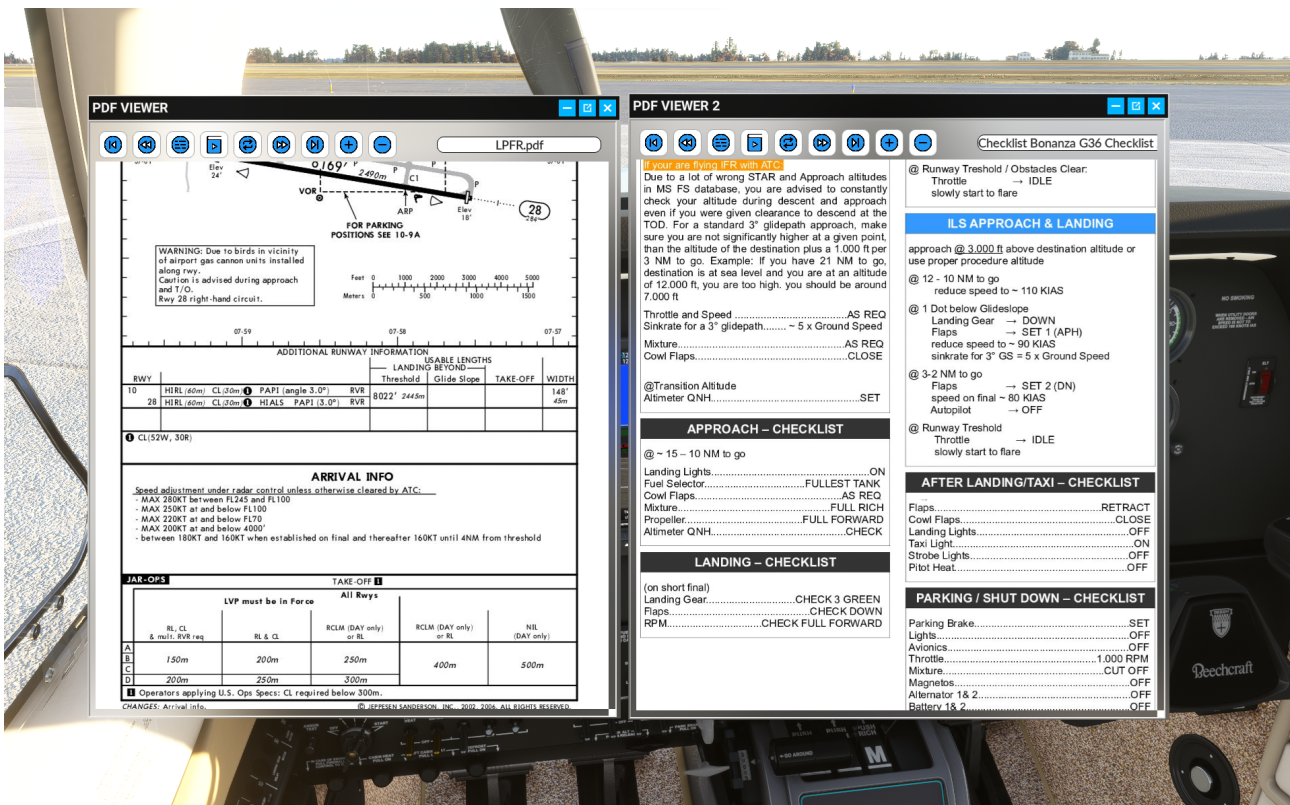 PDF VIEWER
LPFR.pdf
Elev
24'
2490m
P
P
C1
P
VOR
ARP
Elev
18'
28
284°
FOR PARKING
POSITIONS SEE 10-9A
WARNING: Due to birds in vicinity
of airport gas cannon units installed
along rwy.
Caution is advised during approach
and T/O.
Rwy 28 right-hand circuit.
Feet 0 1000 2000 3000 4000 5000
Meters 0 500 1000 1500
07-59 07-58 07-57
ADDITIONAL RUNWAY INFORMATION
USABLE LENGTHS
LANDING BEYOND
RWY Threshold Glide Slope TAKE-OFF WIDTH
10 HIRL (60m) CL (30m) 1 PAPI (angle 3.0°) RVR 8022' 2445m 148'
28 HIRL (60m) CL (30m) 1 HIALS PAPI (3.0°) RVR 45m
1 CL(52W, 30R)
ARRIVAL INFO
Speed adjustment under radar control unless otherwise cleared by ATC:
- MAX 280KT between FL245 and FL100
- MAX 250KT at and below FL100
- MAX 220KT at and below FL70
- MAX 200KT at and below 4000'
- between 180KT and 160KT when established on final and thereafter 160KT until 4NM from threshold
JAR-OPS TAKE-OFF 1
All Rwys
LVP must be in Force
RL, CL
& mult. RVR req
RL & CL
RCLM (DAY only)
or RL
RCLM (DAY only)
or RL
NIL
(DAY only)
A
B 150m 200m 250m 400m 500m
C
D 200m 250m 300m
1 Operators applying U.S. Ops Specs: CL required below 300m.
CHANGES: Arrival info. © JEPPESEN SANDERSON, INC., 2002, 2006. ALL RIGHTS RESERVED.
PDF VIEWER 2
Checklist Bonanza G36 Checklist
If your are flying IFR with ATC:
Due to a lot of wrong STAR and Approach altitudes
in MS FS database, you are advised to constantly
check your altitude during descent and approach
even if you were given clearance to descend at the
TOD. For a standard 3° glidepath approach, make
sure you are not significantly higher at a given point,
than the altitude of the destination plus a 1.000 ft per
3 NM to go. Example: If you have 21 NM to go,
destination is at sea level and you are at an altitude
of 12.000 ft, you are too high. you should be around
7.000 ft
Throttle and Speed ...............................AS REQ
Sinkrate for a 3° glidepath........ ~ 5 x Ground Speed
Mixture..................................................AS REQ
Cowl Flaps..............................................CLOSE
@Transition Altitude
Altimeter QNH............................................SET
APPROACH – CHECKLIST
@ ~ 15 – 10 NM to go
Landing Lights.............................................ON
Fuel Selector..............................FULLEST TANK
Cowl Flaps.............................................AS REQ
Mixture..............................................FULL RICH
Propeller......................................FULL FORWARD
Altimeter QNH..........................................CHECK
LANDING – CHECKLIST
(on short final)
Landing Gear..............................CHECK 3 GREEN
Flaps.........................................CHECK DOWN
RPM.................................CHECK FULL FORWARD
@ Runway Treshold / Obstacles Clear:
Throttle → IDLE
slowly start to flare
ILS APPROACH & LANDING
approach @ 3.000 ft above destination altitude or
use proper procedure altitude
@ 12 - 10 NM to go
reduce speed to ~ 110 KIAS
@ 1 Dot below Glideslope
Landing Gear → DOWN
Flaps → SET 1 (APH)
reduce speed to ~ 90 KIAS
sinkrate for 3° GS = 5 x Ground Speed
@ 3-2 NM to go
Flaps → SET 2 (DN)
speed on final ~ 80 KIAS
Autopilot → OFF
@ Runway Treshold
Throttle → IDLE
slowly start to flare
AFTER LANDING/TAXI – CHECKLIST
Flaps..................................................RETRACT
Cowl Flaps..............................................CLOSE
Landing Lights............................................OFF
Taxi Light...................................................ON
Strobe Lights..............................................OFF
Pitot Heat..................................................OFF
PARKING / SHUT DOWN – CHECKLIST
Parking Brake.............................................SET
Lights......................................................OFF
Avionics....................................................OFF
Throttle..............................................1.000 RPM
Mixture................................................CUT OFF
Magnetos...................................................OFF
Alternator 1& 2............................................OFF
Battery 1& 2................................................OFF
NO SMOKING
Beechcraft
GO AROUND
PUSH
RICH
M